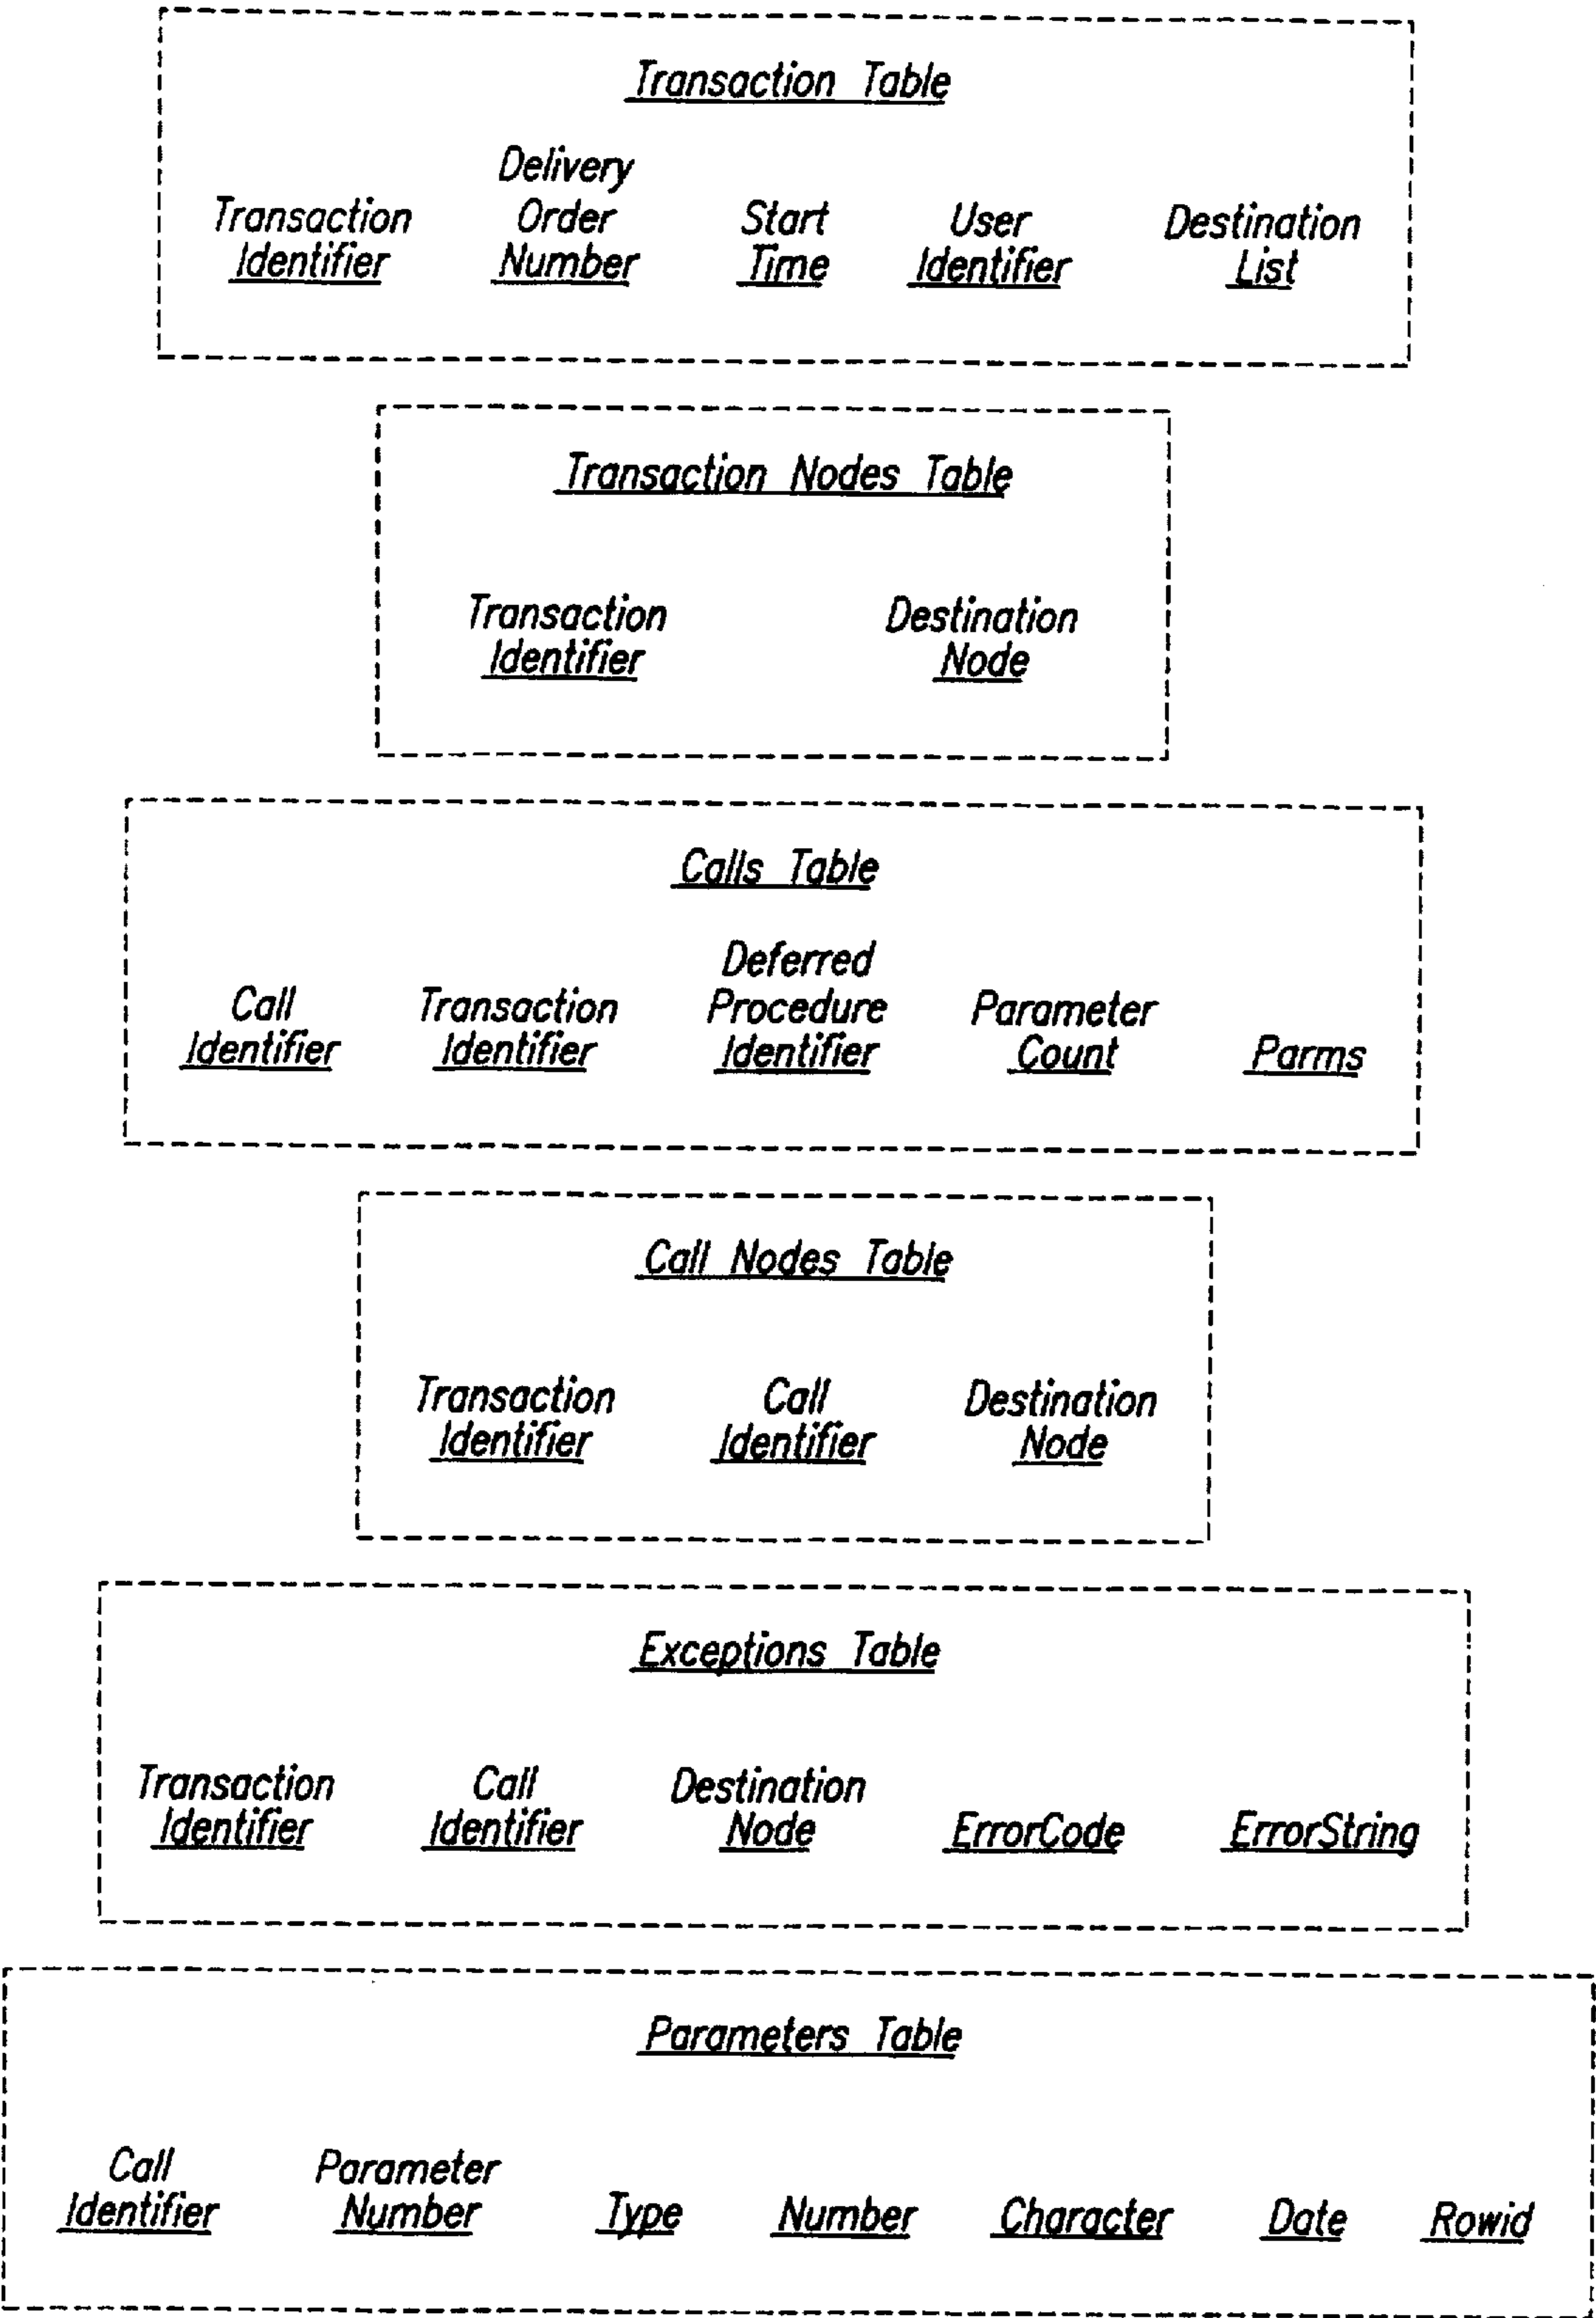 Transaction Table
Delivery
Transaction Order Start User Destination
Identifier Number Time Identifier List
Transaction Nodes Table
Transaction Destination
Identifier Node
Calls Table
Deferred
Call Transaction Procedure Parameter
Identifier Identifier Identifier Count Parms
Call Nodes Table
Transaction Call Destination
Identifier Identifier Node
Exceptions Table
Transaction Call Destination
Identifier Identifier Node ErrorCode ErrorString
Parameters Table
Call Parameter
Identifier Number Type Number Character Date Rowid